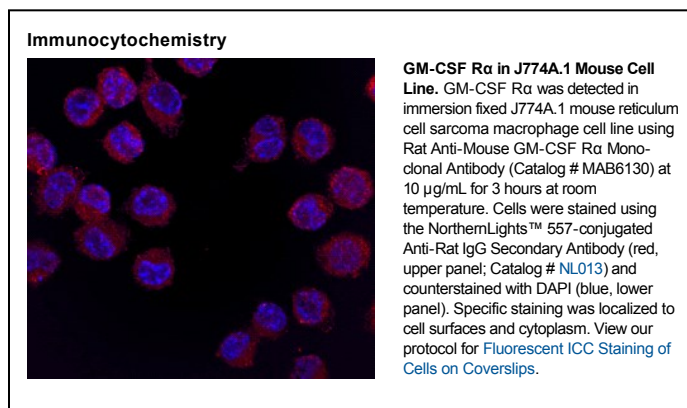 Immunocytochemistry
GM-CSF Rα in J774A.1 Mouse Cell
Line. GM-CSF Rα was detected in
immersion fixed J774A.1 mouse reticulum
cell sarcoma macrophage cell line using
Rat Anti-Mouse GM-CSF Rα Mono-
clonal Antibody (Catalog # MAB6130) at
10 µg/mL for 3 hours at room
temperature. Cells were stained using
the NorthernLights™ 557-conjugated
Anti-Rat IgG Secondary Antibody (red,
upper panel; Catalog # NL013) and
counterstained with DAPI (blue, lower
panel). Specific staining was localized to
cell surfaces and cytoplasm. View our
protocol for Fluorescent ICC Staining of
Cells on Coverslips.